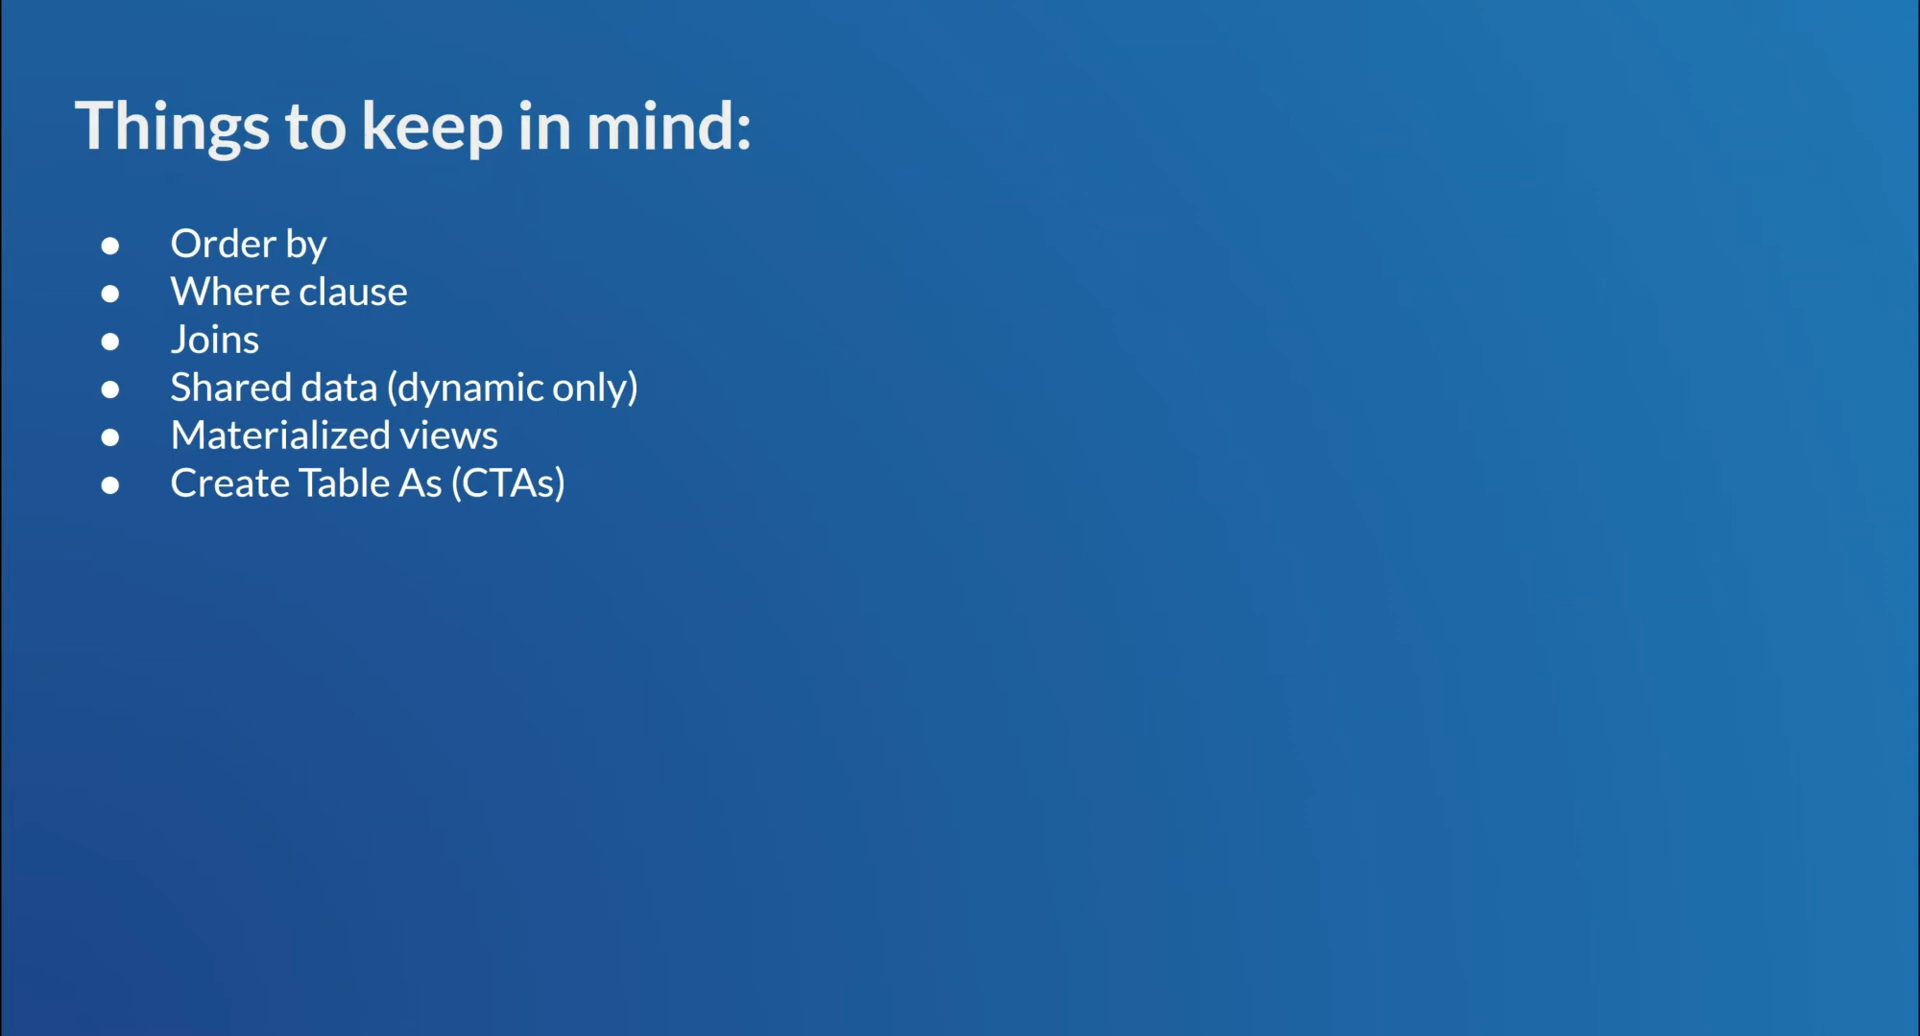 Things to keep in mind:
● Order by
● Where clause
● Joins
● Shared data (dynamic only)
● Materialized views
● Create Table As (CTAs)